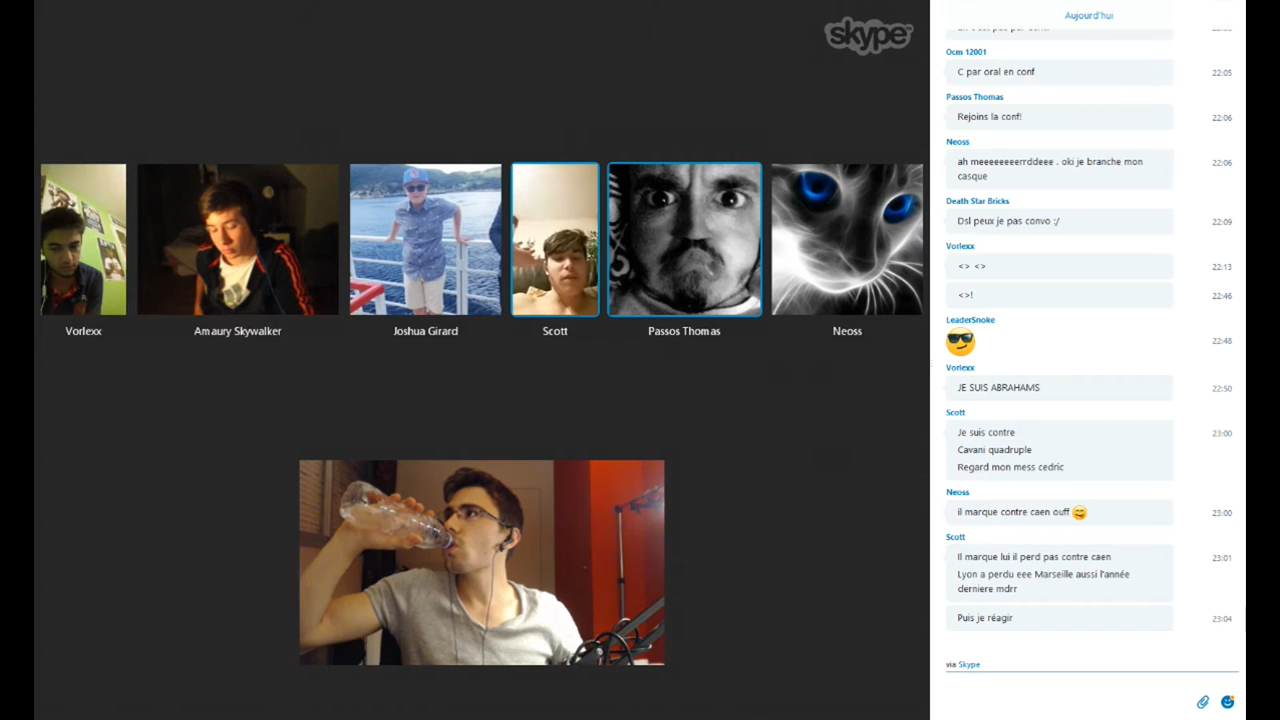 skype
Vorlexx
Amaury Skywalker
Joshua Girard
Scott
Passos Thomas
Neoss
Aujourd'hui
Ocm 12001
C par oral en conf
22:05
Passos Thomas
Rejoins la conf!
22:06
Neoss
ah meeeeeeerrddeee . oki je branche mon
casque
22:06
Death Star Bricks
Dsl peux je pas convo :/
22:09
Vorlexx
<> <>
22:13
<>!
22:46
LeaderSnoke
22:48
Vorlexx
JE SUIS ABRAHAMS
22:50
Scott
Je suis contre
23:00
Cavani quadruple
Regard mon mess cedric
Neoss
il marque contre caen ouff
23:00
Scott
Il marque lui il perd pas contre caen
23:01
Lyon a perdu eee Marseille aussi l'année
derniere mdrr
Puis je réagir
23:04
via Skype